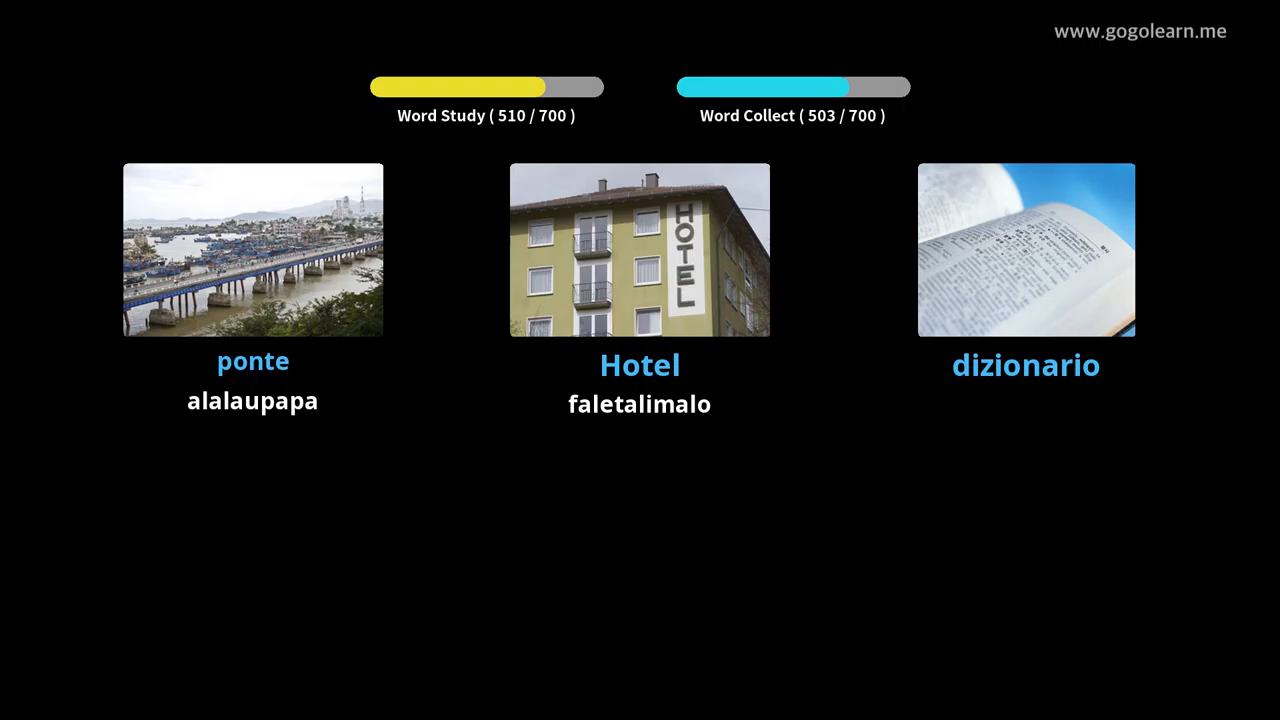 www.gogolearn.me
Word Study ( 510 / 700 )
Word Collect ( 503 / 700 )
HOTEL
ponte
Hotel
dizionario
alalaupapa
faletalimalo